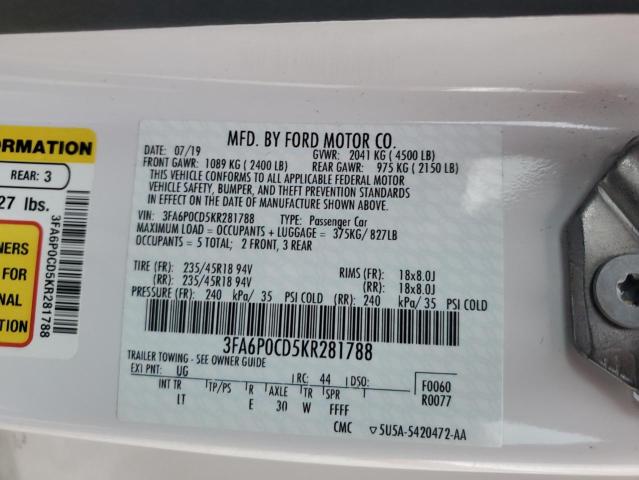 ORMATION
REAR: 3
27 lbs.
NERS
FOR
NAL
N
3FA6P0CD5KR281788
MFD. BY FORD MOTOR CO.
DATE: 07/19 GVWR: 2041 KG ( 4500 LB)
FRONT GAWR: 1089 KG ( 2400 LB) REAR GAWR: 975 KG ( 2150 LB)
THIS VEHICLE CONFORMS TO ALL APPLICABLE FEDERAL MOTOR
VEHICLE SAFETY, BUMPER, AND THEFT PREVENTION STANDARDS
IN EFFECT ON THE DATE OF MANUFACTURE SHOWN ABOVE.
VIN: 3FA6P0CD5KR281788 TYPE: Passenger Car
MAXIMUM LOAD = OCCUPANTS + LUGGAGE = 375KG/ 827LB
OCCUPANTS = 5 TOTAL; 2 FRONT, 3 REAR
TIRE (FR): 235/45R18 94V RIMS (FR): 18x8.0J
(RR): 235/45R18 94V (RR): 18x8.0J
PRESSURE (FR): 240 kPa/ 35 PSI COLD (RR): 240 kPa/ 35 PSI COLD
3FA6P0CD5KR281788
TRAILER TOWING - SEE OWNER GUIDE
EXT PNT: UG RC: 44 DSO: F0060
INT TR TP/PS R AXLE TR SPR R0077
LT E 30 W FFFF
CMC ▽5U5A-5420472-AA